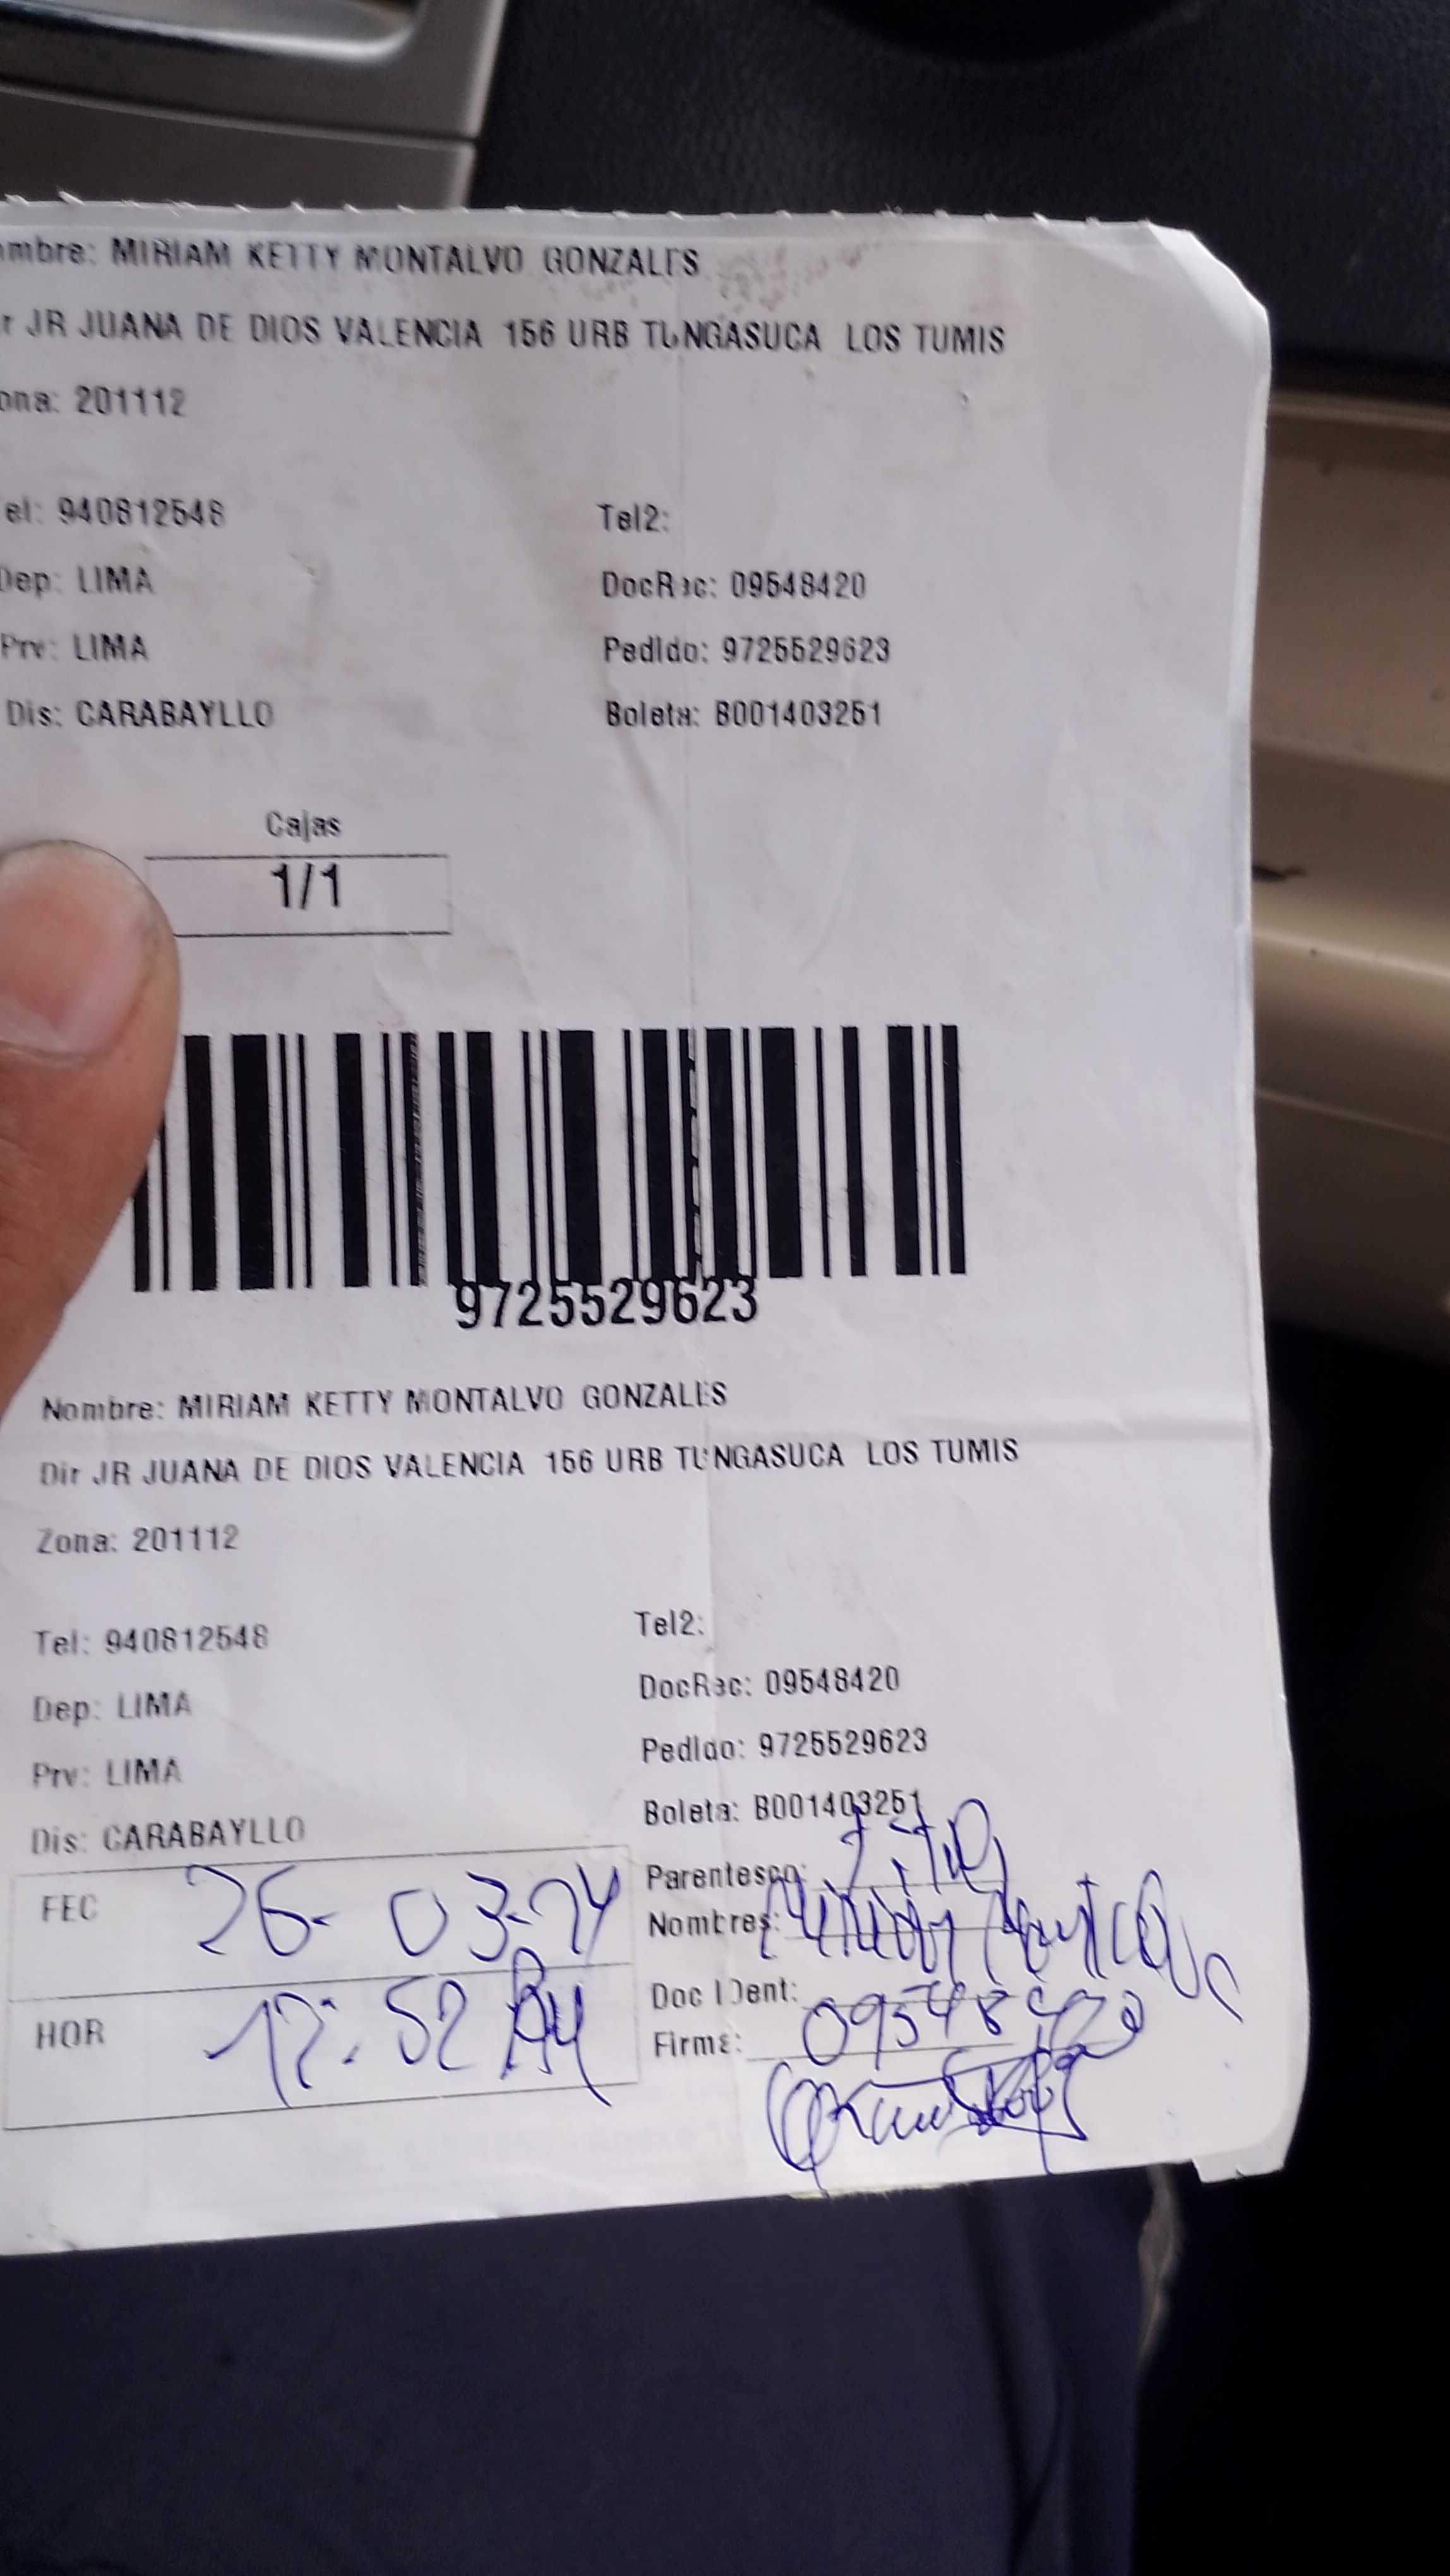 mbre: MIRIAM KETTY MONTALVO GONZALES
r JR JUANA DE DIOS VALENCIA 156 URB TUNGASUCA LOS TUMIS
ona: 201112
el: 940812548 Tel2:
Dep: LIMA DocRec: 09548420
Prv: LIMA Pedido: 9725529623
Dis: CARABAYLLO Boleta: B001403251
Cajas
1/1
9725529623
Nombre: MIRIAM KETTY MONTALVO GONZALES
Dir JR JUANA DE DIOS VALENCIA 156 URB TUNGASUCA LOS TUMIS
Zona: 201112
Tel: 940812548 Tel2:
Dep: LIMA DocRec: 09548420
Prv: LIMA Pedido: 9725529623
Dis: CARABAYLLO Boleta: B001403251
Parentesco:
FEC 26-03-24 Nombres:
Doc IDent: 09548420
HOR 12:52 Firma: